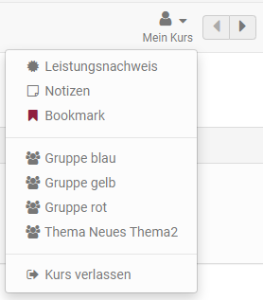 Mein Kurs
Leistungsnachweis
Notizen
Bookmark
Gruppe blau
Gruppe gelb
Gruppe rot
Thema Neues Thema2
Kurs verlassen